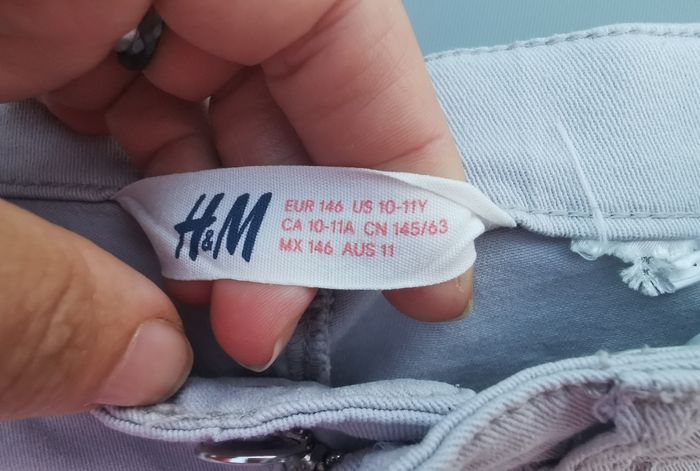 H&M
EUR 146 US 10-11Y
CA 10-11A CN 145/63
MX 146 AUS 11